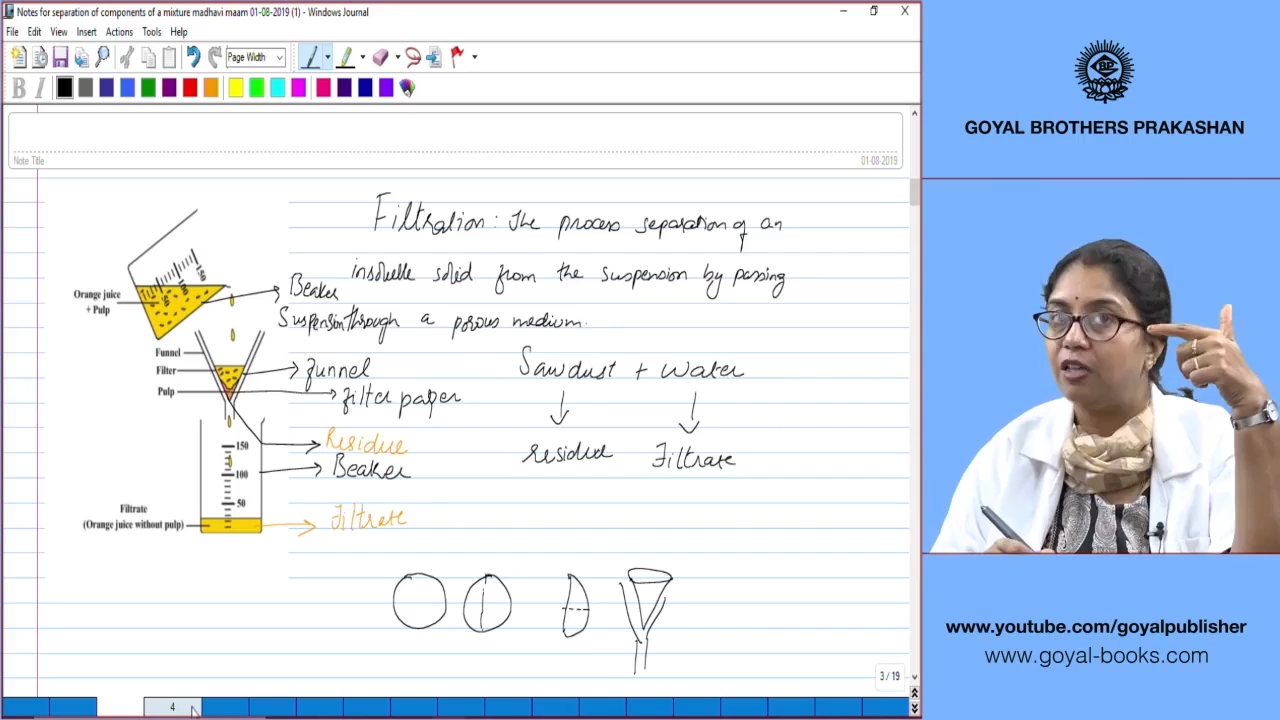 Notes for separation of components of a mixture madhavi maam 01-08-2019 (1) - Windows Journal
File Edit View Insert Actions Tools Help
Page Width
B I
Note Title
01-08-2019
Filtration: The process separation of an
insoluble solid from the suspension by passing
Suspension through a porous medium.
150
100
50
Orange juice
+ Pulp
Beaker
Funnel
Filter
Pulp
Funnel
Filter paper
Residue
Beaker
150
100
50
Filtrate
(Orange juice without pulp)
Filtrate
Sawdust + Water
residue Filtrate
3 / 19
4
GOYAL BROTHERS PRAKASHAN
www.youtube.com/goyalpublisher
www.goyal-books.com